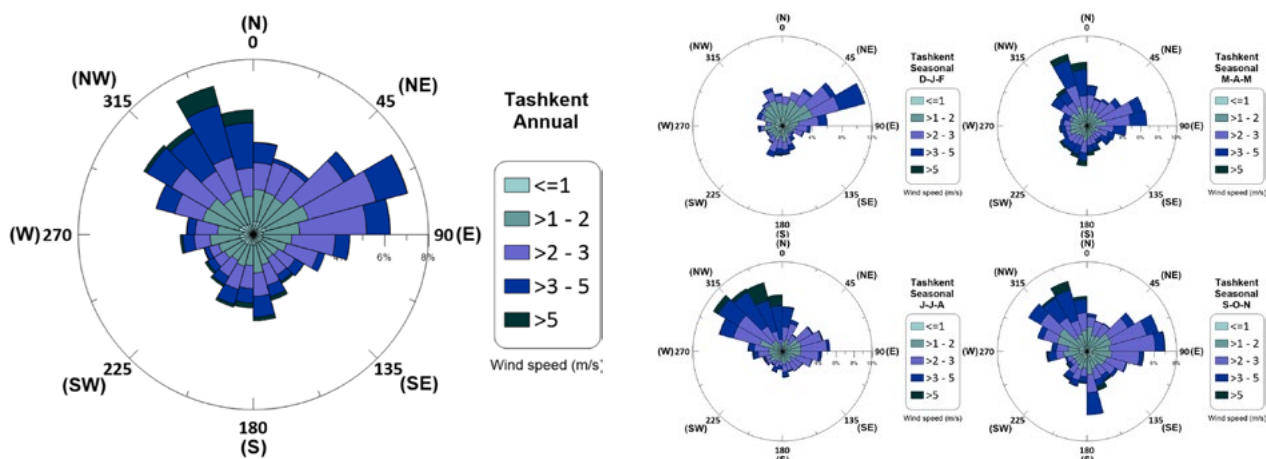 (N)
0
(NW)
315
(NE)
45
(W) 270
6%
8%
90 (E)
225
(SW)
135
(SE)
180
(S)
Tashkent
Annual
<=1
>1 - 2
>2 - 3
>3 - 5
>5
Wind speed (m/s)
(N)
0
(NW)
315
(NE)
45
(W) 270
90(E)
225
(SW)
135
(SE)
180
Tashkent
Seasonal
D-J-F
<=1
>1 - 2
>2 - 3
>3 - 5
>5
Wind speed (m/s)
(N)
0
(NW)
315
(NE)
45
(W) 270
90(E)
225
(SW)
135
(SE)
180
Tashkent
Seasonal
M-A-M
<=1
>1 - 2
>2 - 3
>3 - 5
>5
Wind speed (m/s)
(N)
0
(NW)
315
(NE)
45
(W) 270
90(E)
225
(SW)
135
(SE)
180
Tashkent
Seasonal
J-J-A
<=1
>1 - 2
>2 - 3
>3 - 5
>5
Wind speed (m/s)
(N)
0
(NW)
315
(NE)
45
(W) 270
6%
8%
90(E)
225
(SW)
135
(SE)
180
Tashkent
Seasonal
S-O-N
<=1
>1 - 2
>2 - 3
>3 - 5
>5
Wind speed (m/s)